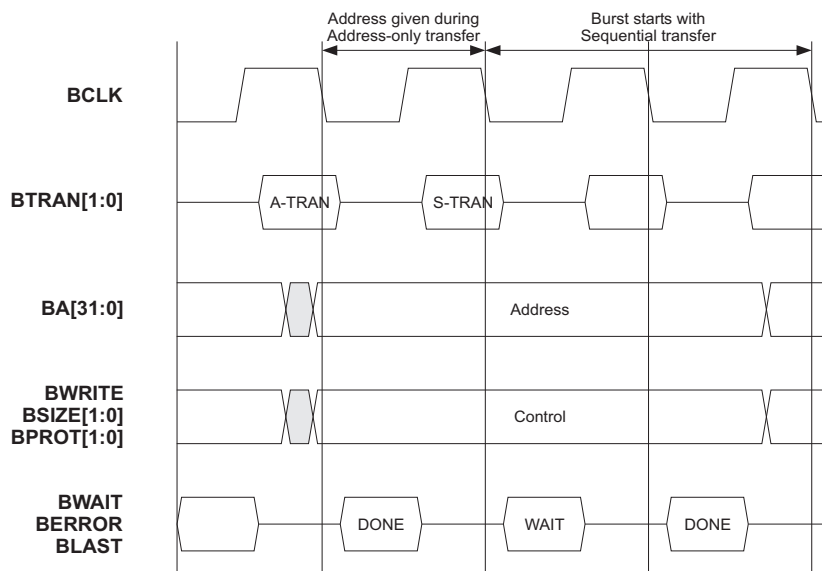 Address given during
Address-only transfer
Burst starts with
Sequential transfer
BCLK
BTRAN[1:0]
A-TRAN
S-TRAN
BA[31:0]
Address
BWRITE
BSIZE[1:0]
BPROT[1:0]
Control
BWAIT
BERROR
BLAST
DONE
WAIT
DONE